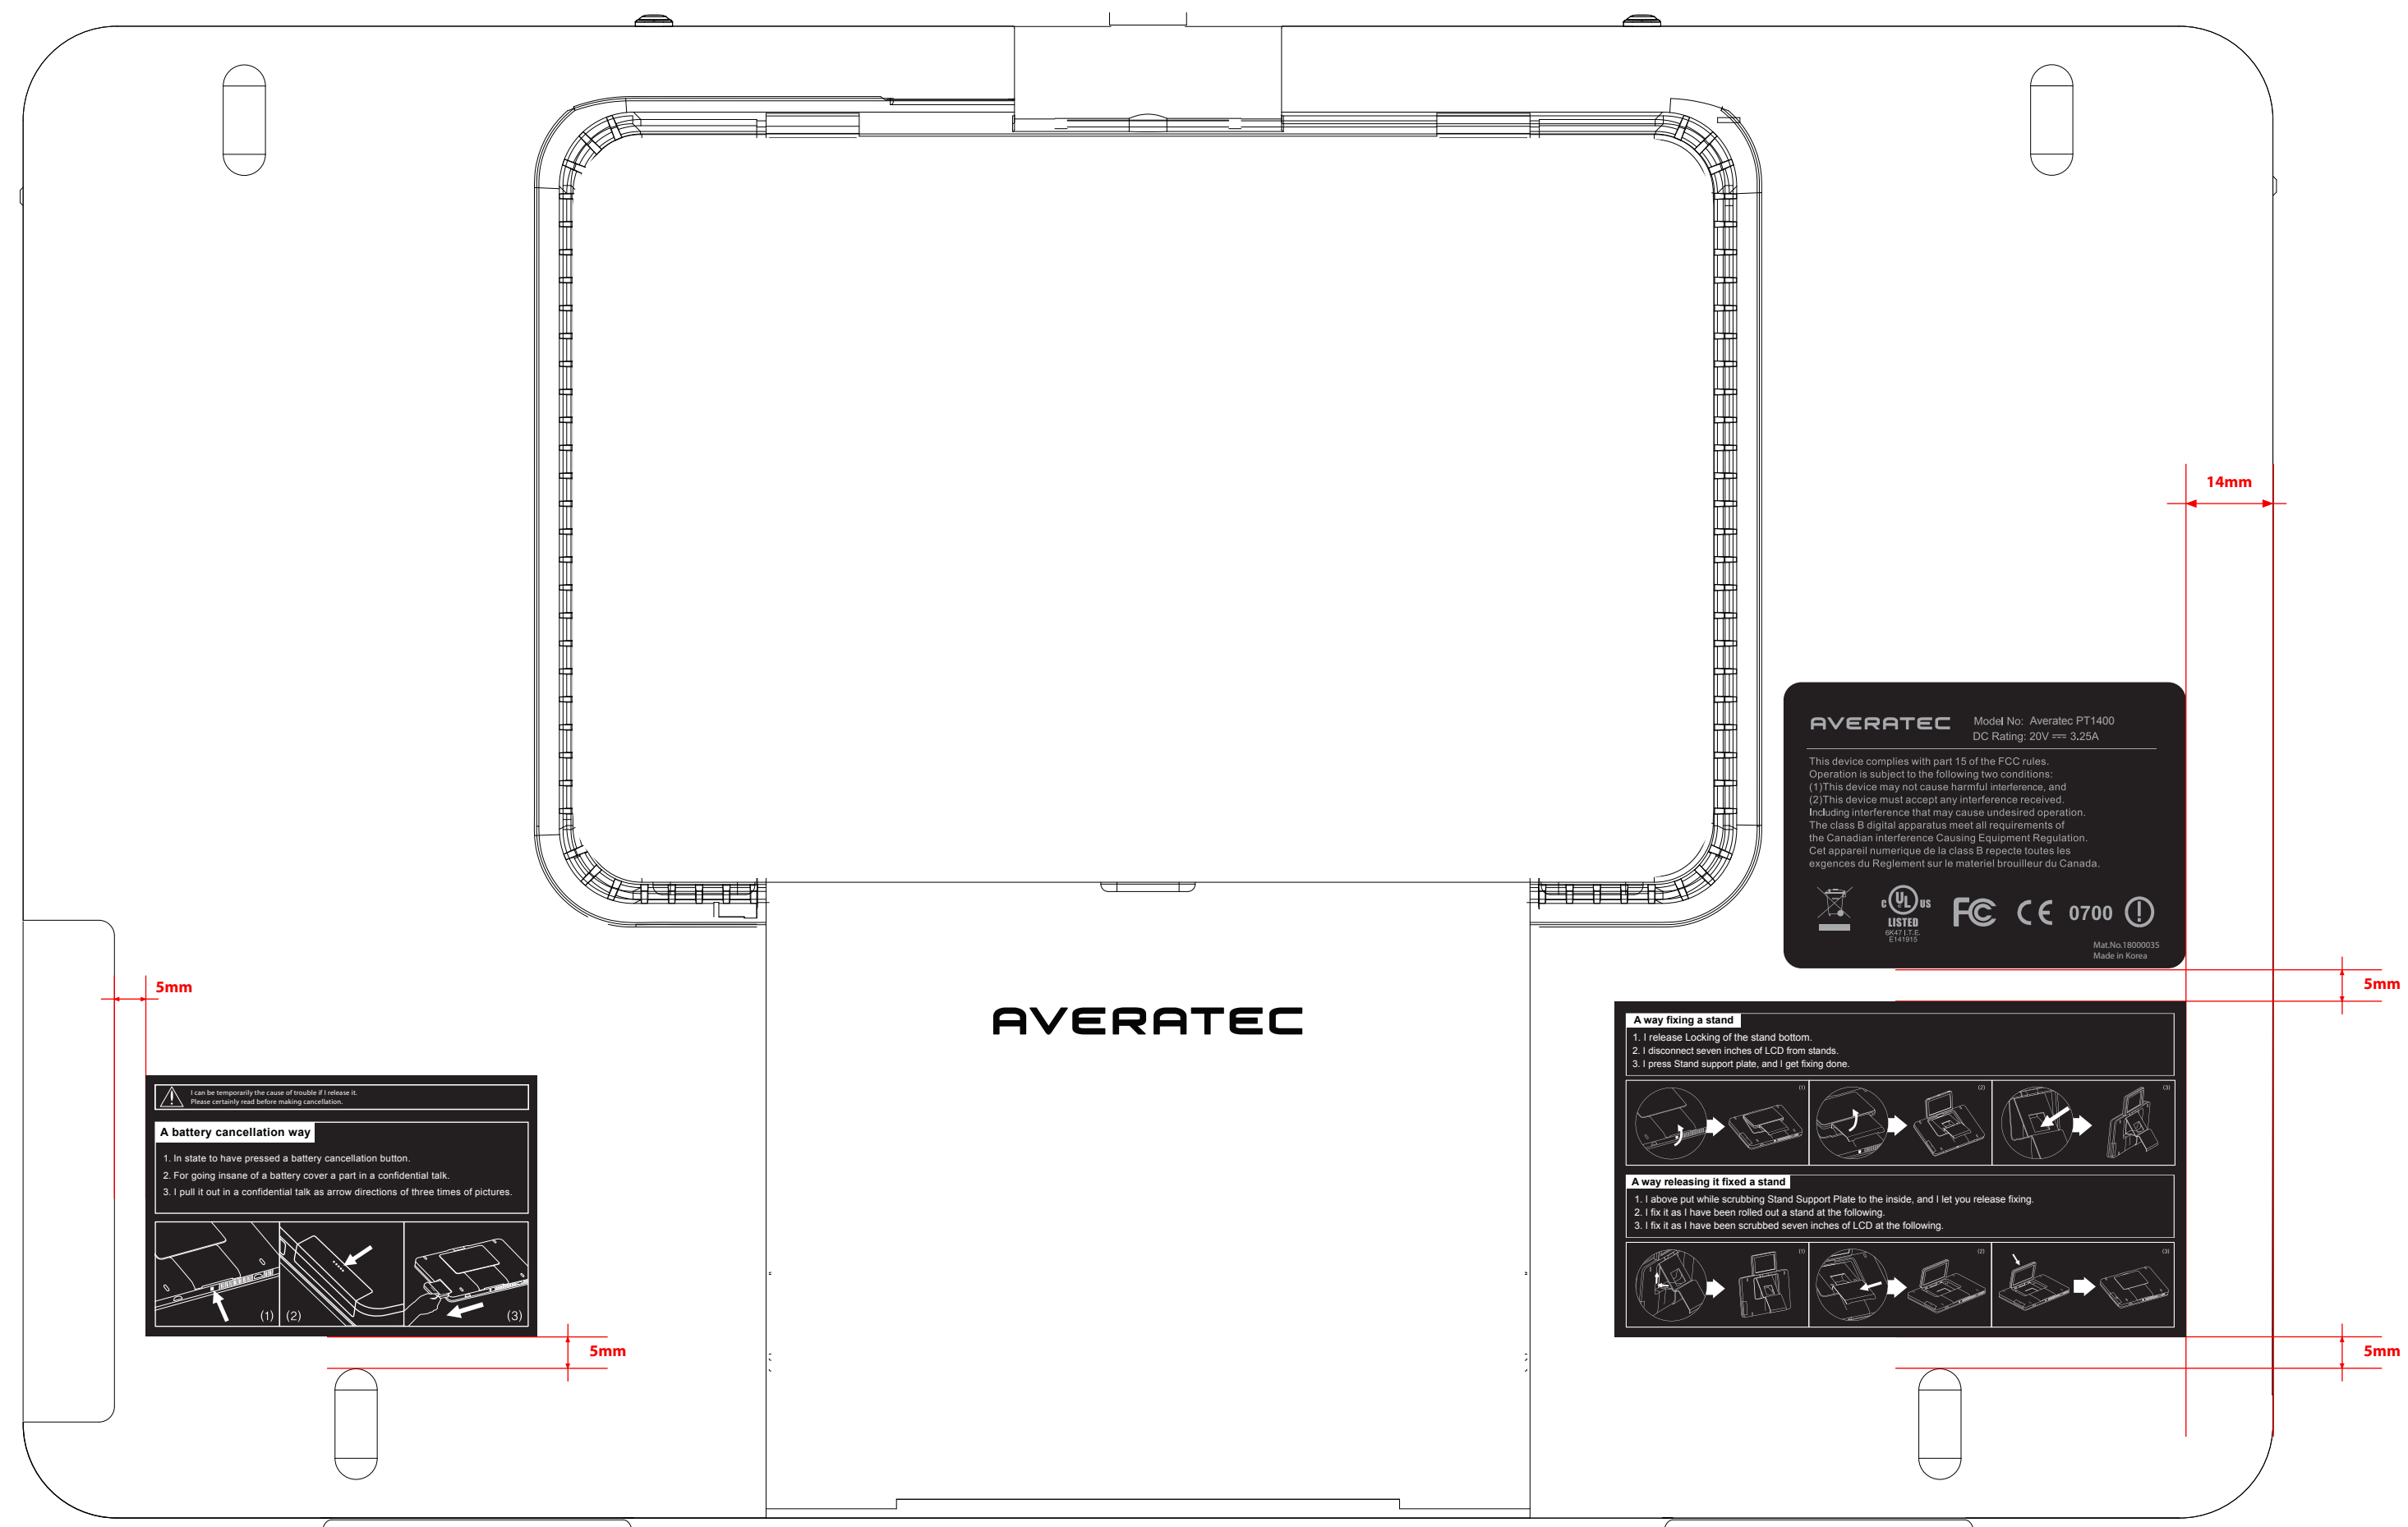 14mm
AVERATEC
Model No: Averatec PT1400
DC Rating: 20V ⎓ 3.25A
This device complies with part 15 of the FCC rules.
Operation is subject to the following two conditions:
(1)This device may not cause harmful interference, and
(2)This device must accept any interference received.
Including interference that may cause undesired operation.
The class B digital apparatus meet all requirements of
the Canadian interference Causing Equipment Regulation.
Cet appareil numerique de la class B repecte toutes les
exgences du Reglement sur le materiel brouilleur du Canada.
C UL US
LISTED
6K47 I.T.E.
E141915
FC CE 0700
Mat.No.18000035
Made in Korea
5mm
5mm
AVERATEC
A way fixing a stand
1. I release Locking of the stand bottom.
2. I disconnect seven inches of LCD from stands.
3. I press Stand support plate, and I get fixing done.
(1) (2) (3)
A way releasing it fixed a stand
1. I above put while scrubbing Stand Support Plate to the inside, and I let you release fixing.
2. I fix it as I have been rolled out a stand at the following.
3. I fix it as I have been scrubbed seven inches of LCD at the following.
(1) (2) (3)
I can be temporarily the cause of trouble if I release it.
Please certainly read before making cancellation.
A battery cancellation way
1. In state to have pressed a battery cancellation button.
2. For going insane of a battery cover a part in a confidential talk.
3. I pull it out in a confidential talk as arrow directions of three times of pictures.
(1) (2) (3)
5mm
5mm